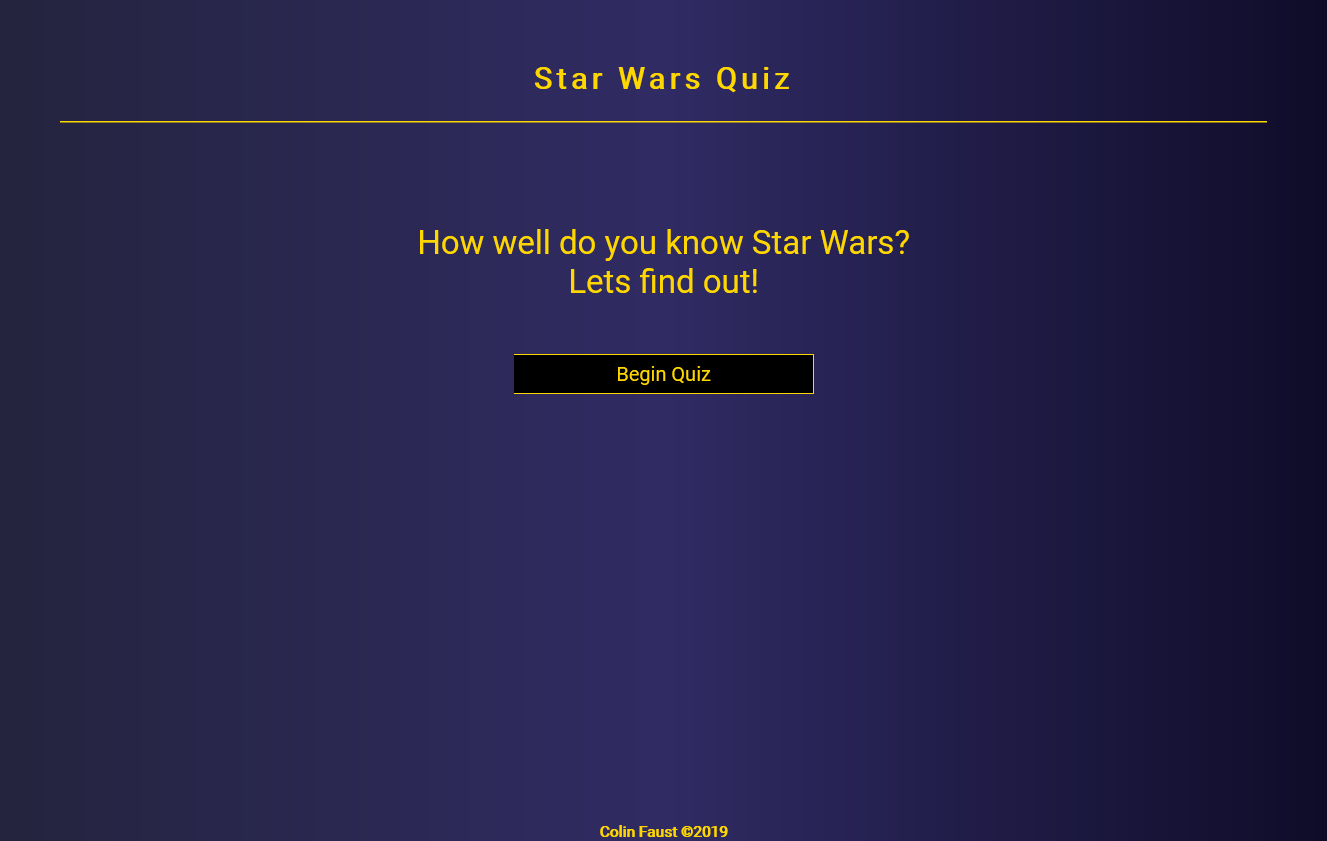 Star Wars Quiz
How well do you know Star Wars?
Lets find out!
Begin Quiz
Colin Faust ©2019